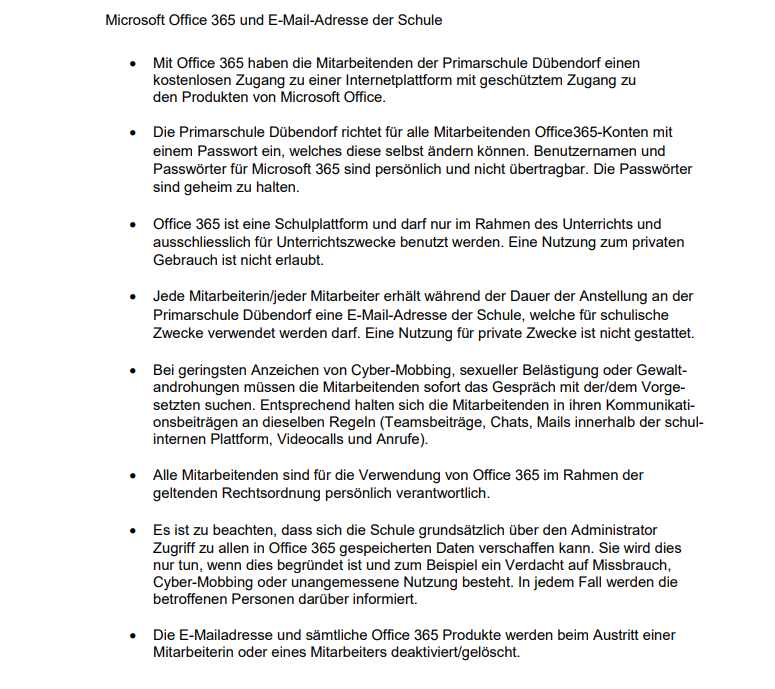 Microsoft Office 365 und E-Mail-Adresse der Schule
• Mit Office 365 haben die Mitarbeitenden der Primarschule Dübendorf einen
kostenlosen Zugang zu einer Internetplattform mit geschütztem Zugang zu
den Produkten von Microsoft Office.
• Die Primarschule Dübendorf richtet für alle Mitarbeitenden Office365-Konten mit
einem Passwort ein, welches diese selbst ändern können. Benutzernamen und
Passwörter für Microsoft 365 sind persönlich und nicht übertragbar. Die Passwörter
sind geheim zu halten.
• Office 365 ist eine Schulplattform und darf nur im Rahmen des Unterrichts und
ausschliesslich für Unterrichtszwecke benutzt werden. Eine Nutzung zum privaten
Gebrauch ist nicht erlaubt.
• Jede Mitarbeiterin/jeder Mitarbeiter erhält während der Dauer der Anstellung an der
Primarschule Dübendorf eine E-Mail-Adresse der Schule, welche für schulische
Zwecke verwendet werden darf. Eine Nutzung für private Zwecke ist nicht gestattet.
• Bei geringsten Anzeichen von Cyber-Mobbing, sexueller Belästigung oder Gewalt-
androhungen müssen die Mitarbeitenden sofort das Gespräch mit der/dem Vorge-
setzten suchen. Entsprechend halten sich die Mitarbeitenden in ihren Kommunikati-
onsbeiträgen an dieselben Regeln (Teamsbeiträge, Chats, Mails innerhalb der schul-
internen Plattform, Videocalls und Anrufe).
• Alle Mitarbeitenden sind für die Verwendung von Office 365 im Rahmen der
geltenden Rechtsordnung persönlich verantwortlich.
• Es ist zu beachten, dass sich die Schule grundsätzlich über den Administrator
Zugriff zu allen in Office 365 gespeicherten Daten verschaffen kann. Sie wird dies
nur tun, wenn dies begründet ist und zum Beispiel ein Verdacht auf Missbrauch,
Cyber-Mobbing oder unangemessene Nutzung besteht. In jedem Fall werden die
betroffenen Personen darüber informiert.
• Die E-Mailadresse und sämtliche Office 365 Produkte werden beim Austritt einer
Mitarbeiterin oder eines Mitarbeiters deaktiviert/gelöscht.